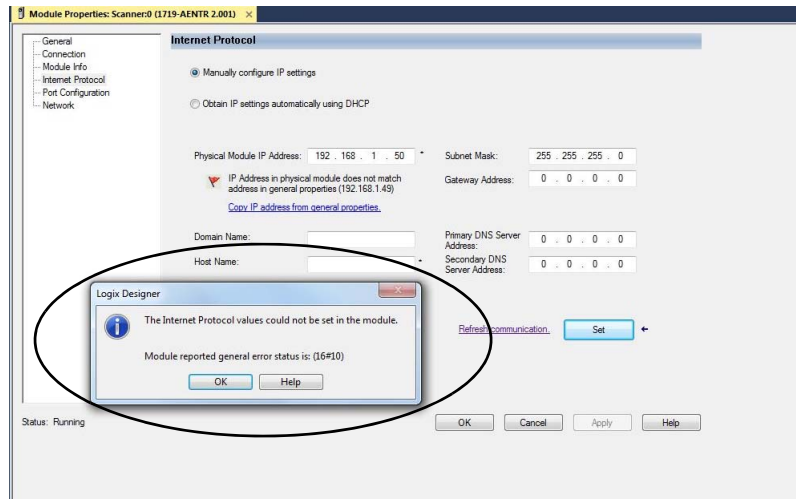 Module Properties: Scanner:0 (1719-AENTR 2.001)
General
Connection
Module Info
Internet Protocol
Port Configuration
Network
Internet Protocol
Manually configure IP settings
Obtain IP settings automatically using DHCP
Physical Module IP Address: 192 . 168 . 1 . 50 *
Subnet Mask: 255 . 255 . 255 . 0
IP Address in physical module does not match
address in general properties (192.168.1.49)
Gateway Address: 0 . 0 . 0 . 0
Copy IP address from general properties.
Domain Name:
Primary DNS Server
Address: 0 . 0 . 0 . 0
Host Name:
Secondary DNS
Server Address: 0 . 0 . 0 . 0
Logix Designer
The Internet Protocol values could not be set in the module.
Module reported general error status is: (16#10)
OK Help
Refresh communication. Set
Status: Running
OK Cancel Apply Help